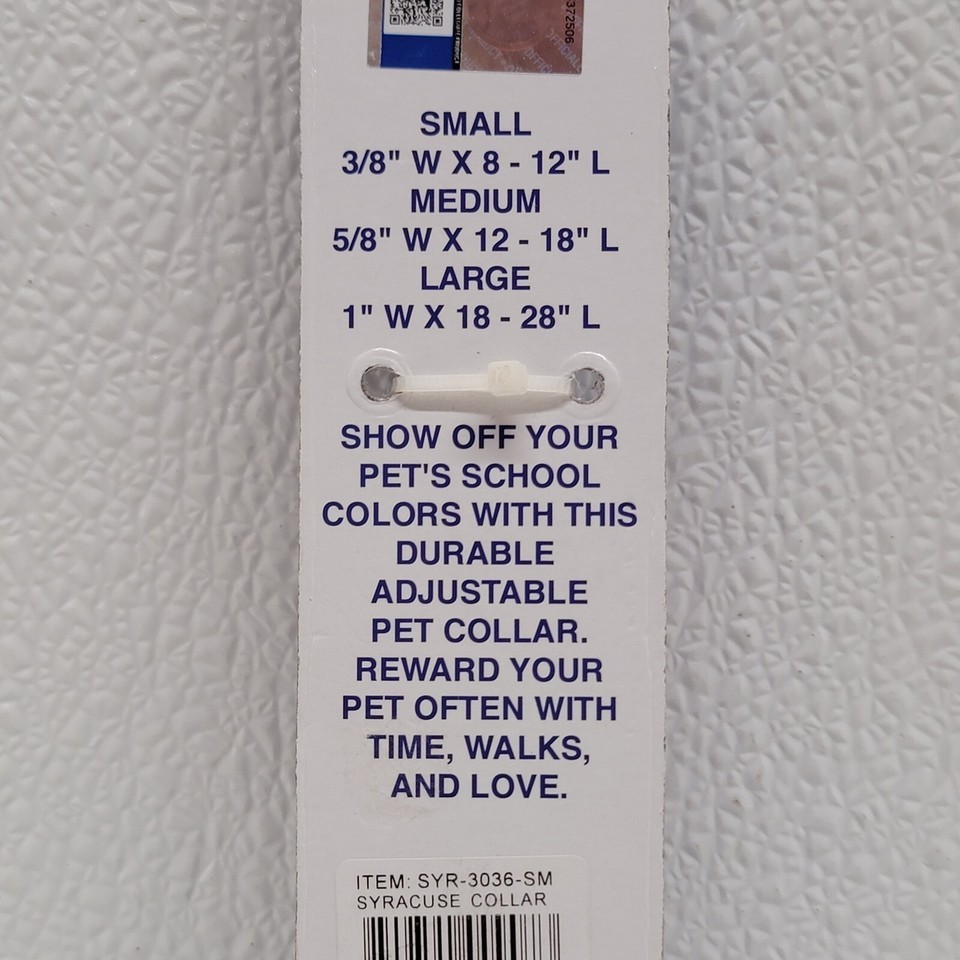 372506
OFFICIAL
SMALL
3/8" W X 8 - 12" L
MEDIUM
5/8" W X 12 - 18" L
LARGE
1" W X 18 - 28" L
SHOW OFF YOUR
PET'S SCHOOL
COLORS WITH THIS
DURABLE
ADJUSTABLE
PET COLLAR.
REWARD YOUR
PET OFTEN WITH
TIME, WALKS,
AND LOVE.
ITEM: SYR-3036-SM
SYRACUSE COLLAR